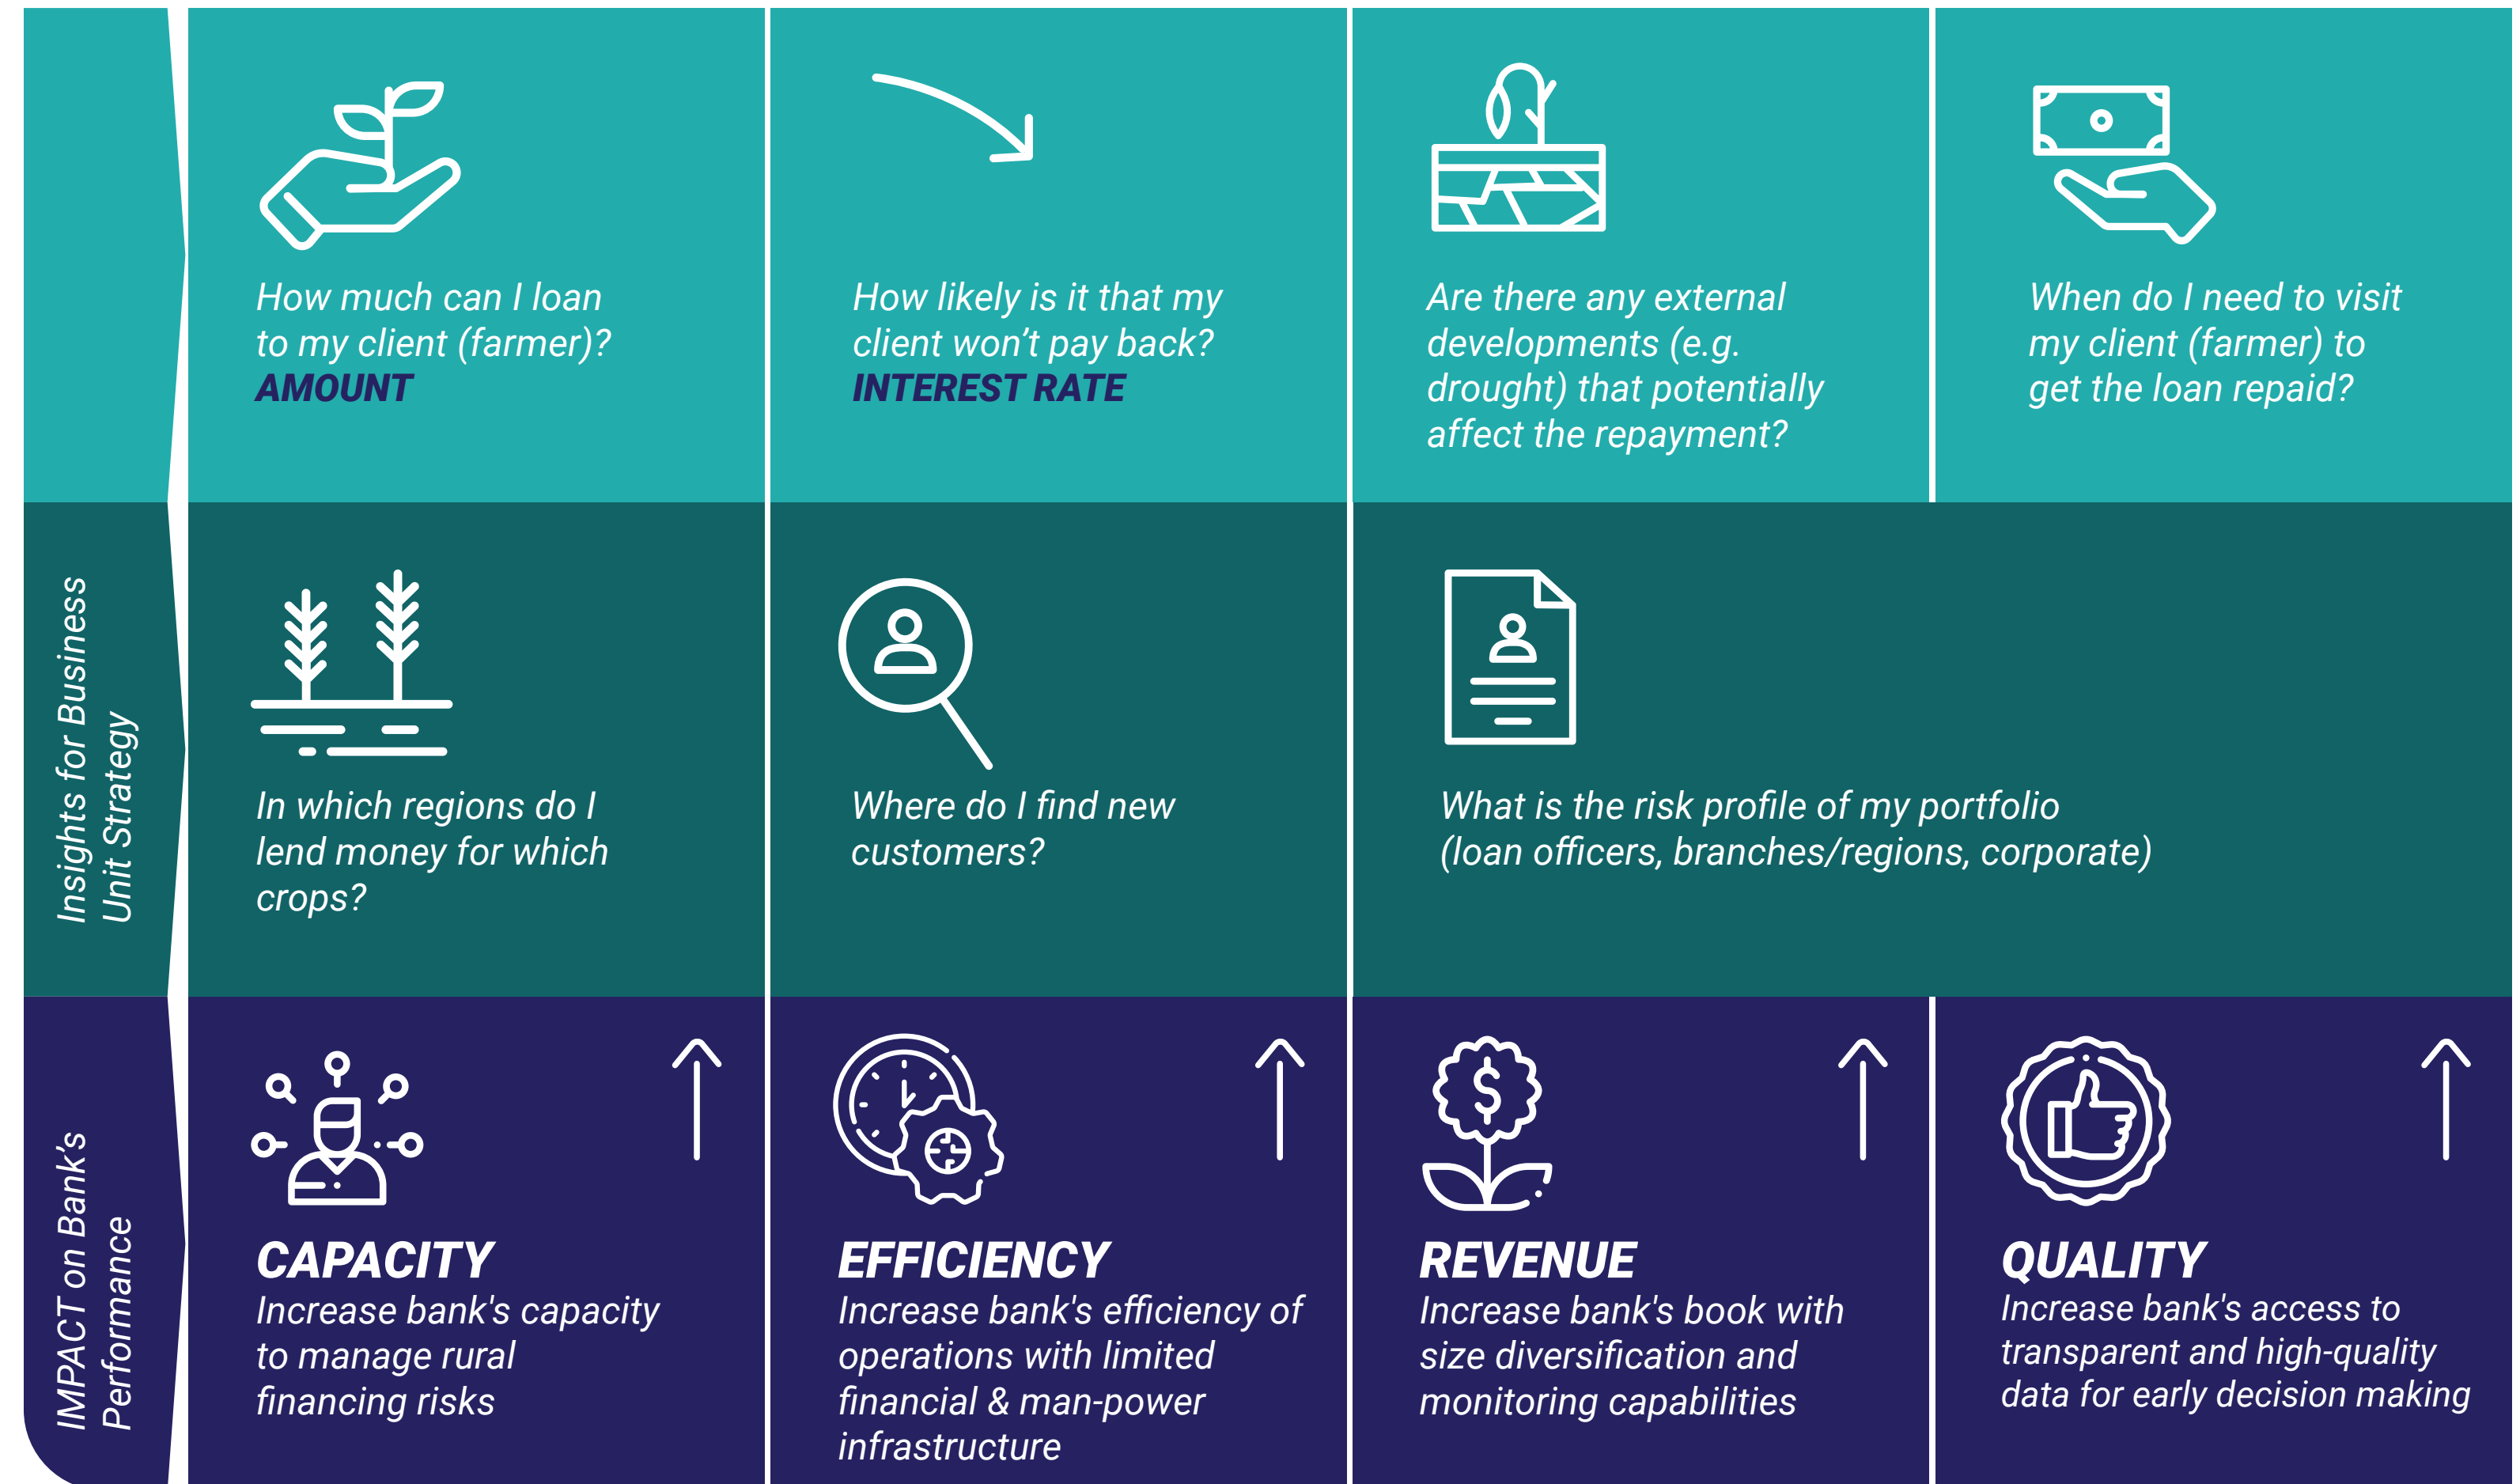 How much can I loan
to my client (farmer)?
AMOUNT
How likely is it that my
client won’t pay back?
INTEREST RATE
Are there any external
developments (e.g.
drought) that potentially
affect the repayment?
When do I need to visit
my client (farmer) to
get the loan repaid?
Insights for Business
Unit Strategy
In which regions do I
lend money for which
crops?
Where do I find new
customers?
What is the risk profile of my portfolio
(loan officers, branches/regions, corporate)
IMPACT on Bank’s
Performance
CAPACITY
Increase bank's capacity
to manage rural
financing risks
EFFICIENCY
Increase bank's efficiency of
operations with limited
financial & man-power
infrastructure
REVENUE
Increase bank's book with
size diversification and
monitoring capabilities
QUALITY
Increase bank's access to
transparent and high-quality
data for early decision making